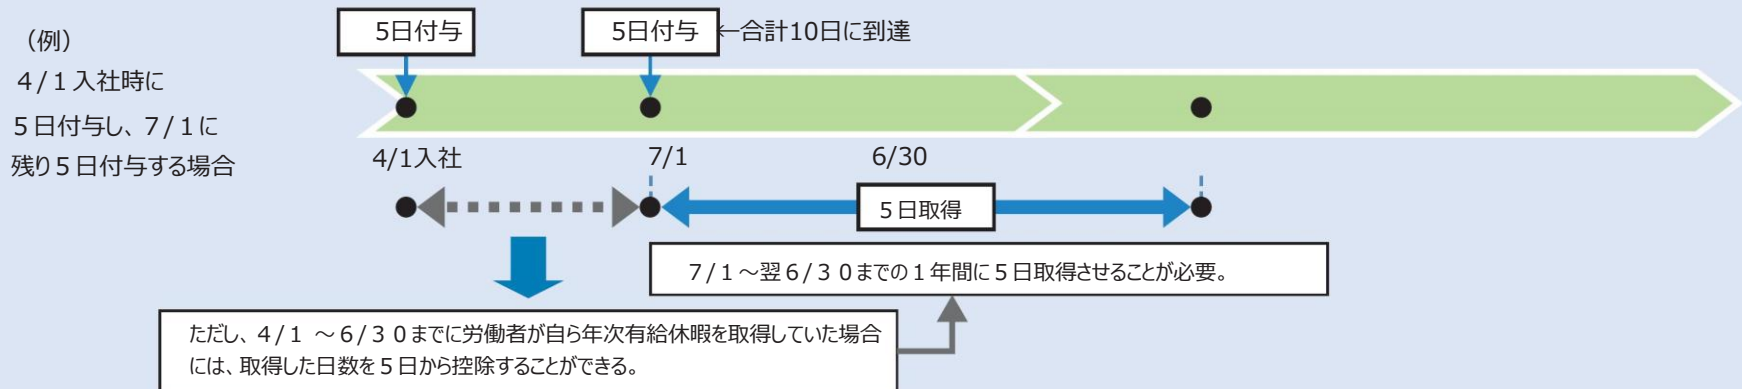 （例）
4/1入社時に
5日付与し、7/1に
残り5日付与する場合
5日付与
5日付与
←合計10日に到達
4/1入社
7/1
6/30
5日取得
7/1～翌6/30までの1年間に5日取得させることが必要。
ただし、4/1 ～6/30までに労働者が自ら年次有給休暇を取得していた場合
には、取得した日数を5日から控除することができる。